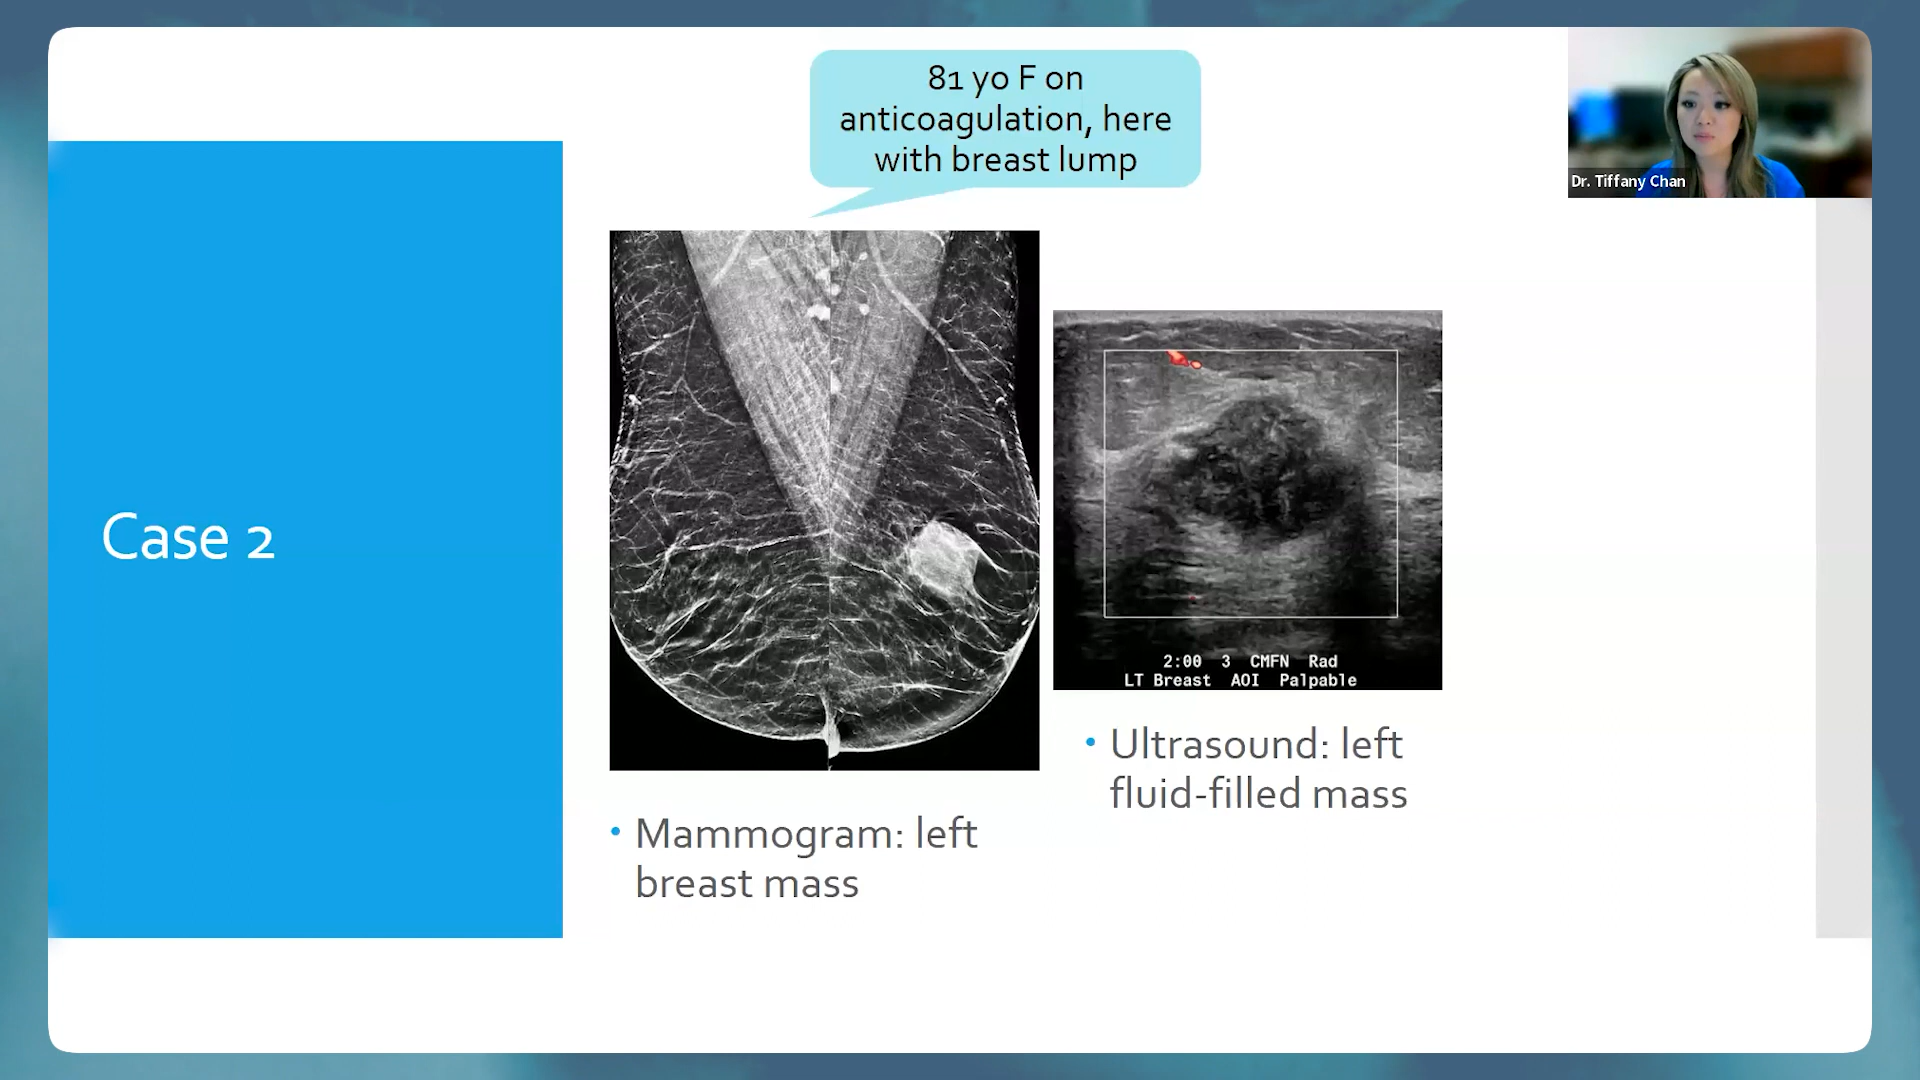 81 yo F on
anticoagulation, here
with breast lump
Dr. Tiffany Chan
Case 2
2:00 3 CMFN Rad
LT Breast AOI Palpable
• Ultrasound: left
fluid-filled mass
• Mammogram: left
breast mass